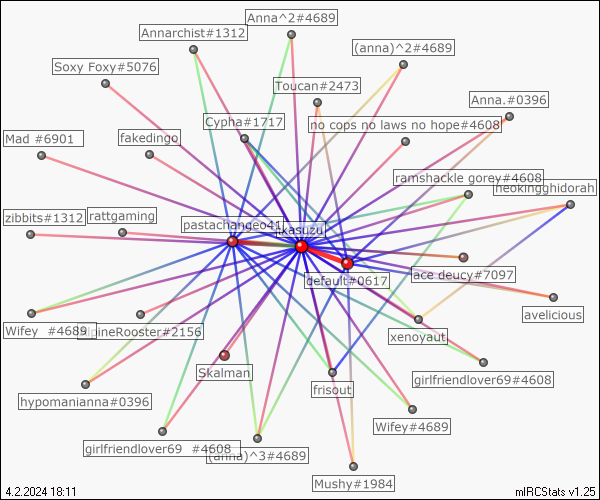 Anna^2#4689
Annarchist#1312
(anna)^2#4689
Soxy Foxy#5076
Toucan#2473
Anna.#0396
Cypha#1717
no cops no laws no hope#4608
Mad #6901
fakedingo
ramshackle gorey#4608
neokingghidorah
zibbits#1312
rattgaming
pastachangeo41
ikasuzu
default#0617
ace deucy#7097
avelicious
Wifey #4689
lpineRooster#2156
xenoyaut
Skalman
girlfriendlover69#4608
hypomanianna#0396
frisout
Wifey#4689
girlfriendlover69 #4608
(anna)^3#4689
Mushy#1984
4.2.2024 18:11
mIRCStats v1.25